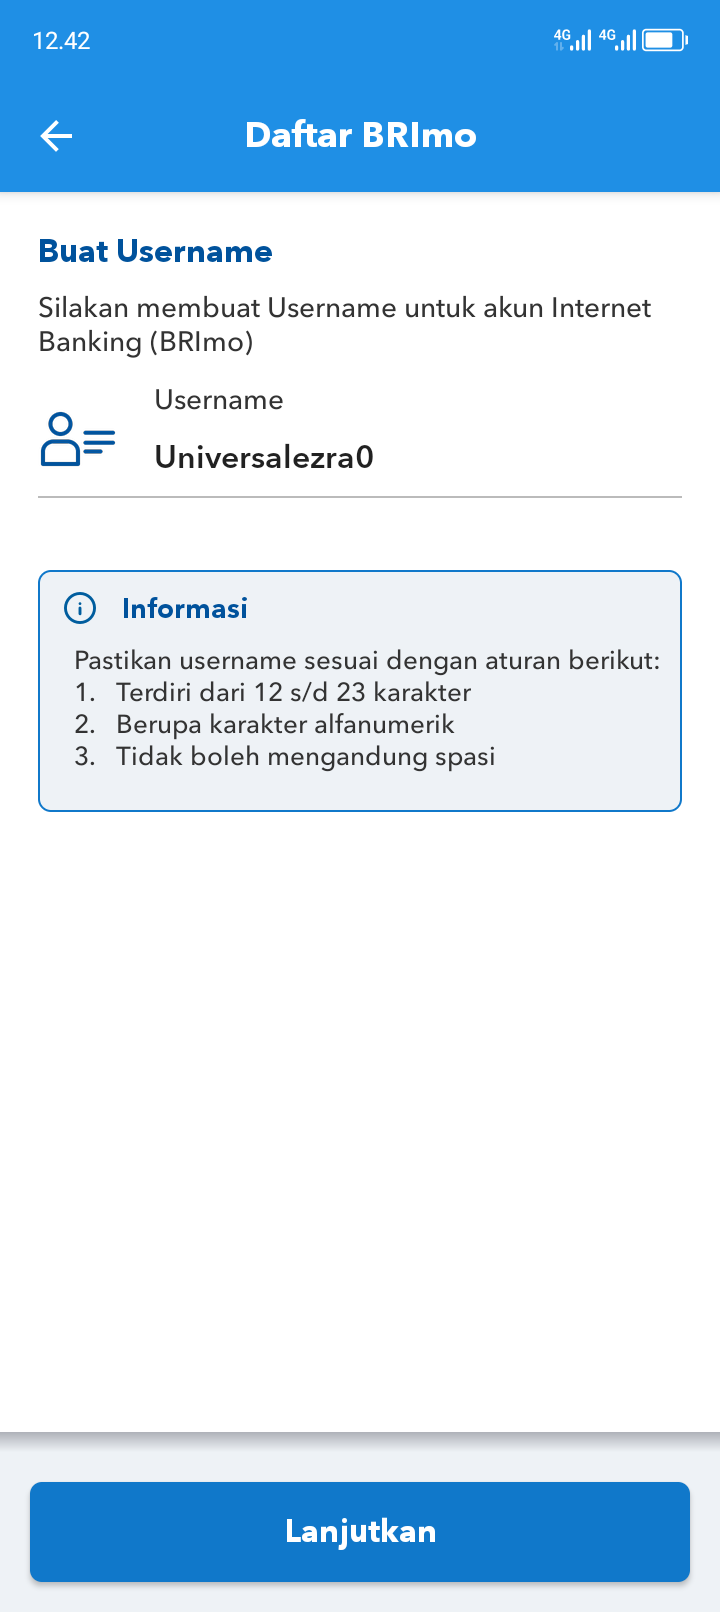 12.42
4G 4G
Daftar BRImo
Buat Username
Silakan membuat Username untuk akun Internet
Banking (BRImo)
Username
Universalezra0
Informasi
Pastikan username sesuai dengan aturan berikut:
1. Terdiri dari 12 s/d 23 karakter
2. Berupa karakter alfanumerik
3. Tidak boleh mengandung spasi
Lanjutkan